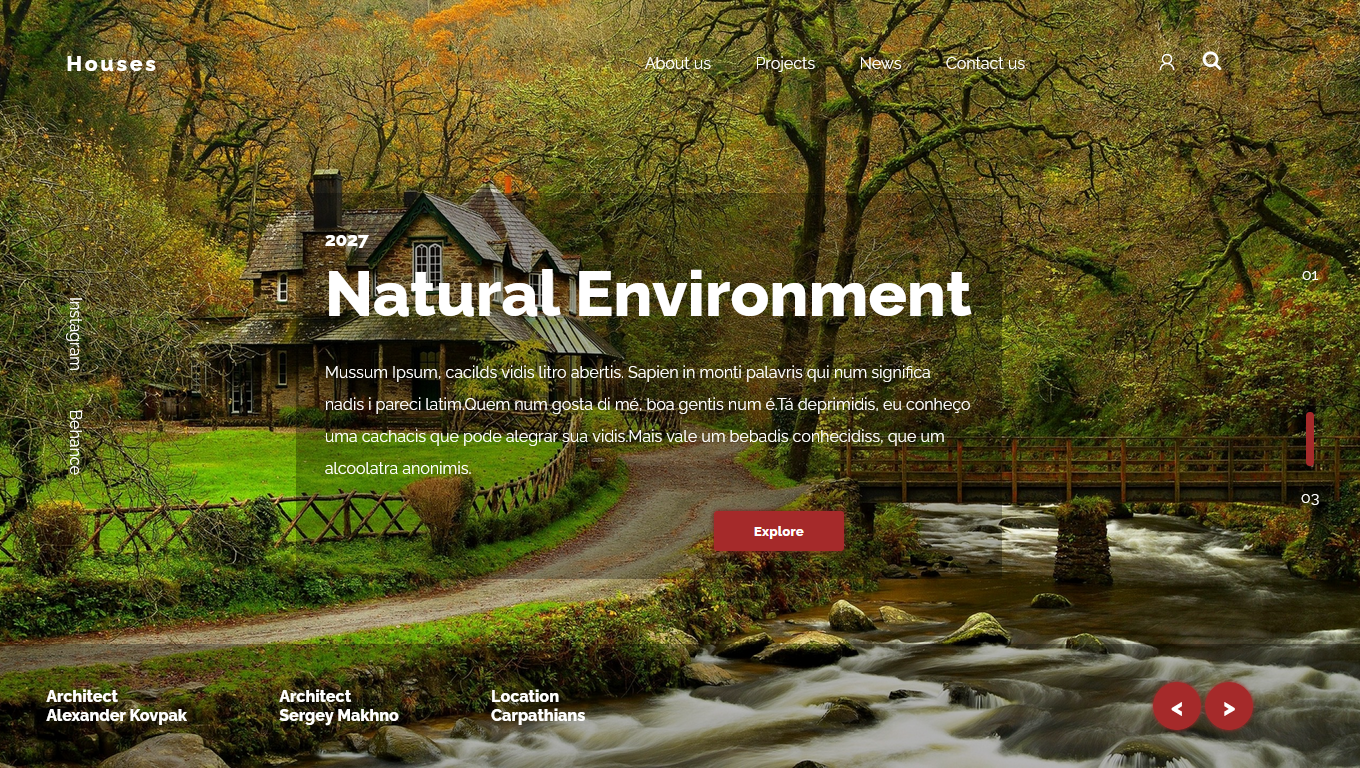 Houses
About us
Projects
News
Contact us
2027
Natural Environment
Mussum Ipsum, cacilds vidis litro abertis. Sapien in monti palavris qui num significa
nadis i pareci latim.Quem num gosta di mé, boa gentis num é.Tá deprimidis, eu conheço
uma cachacis que pode alegrar sua vidis.Mais vale um bebadis conhecidiss, que um
alcoolatra anonimis.
Explore
Instagram
Behance
01
03
Architect
Alexander Kovpak
Architect
Sergey Makhno
Location
Carpathians
<
>